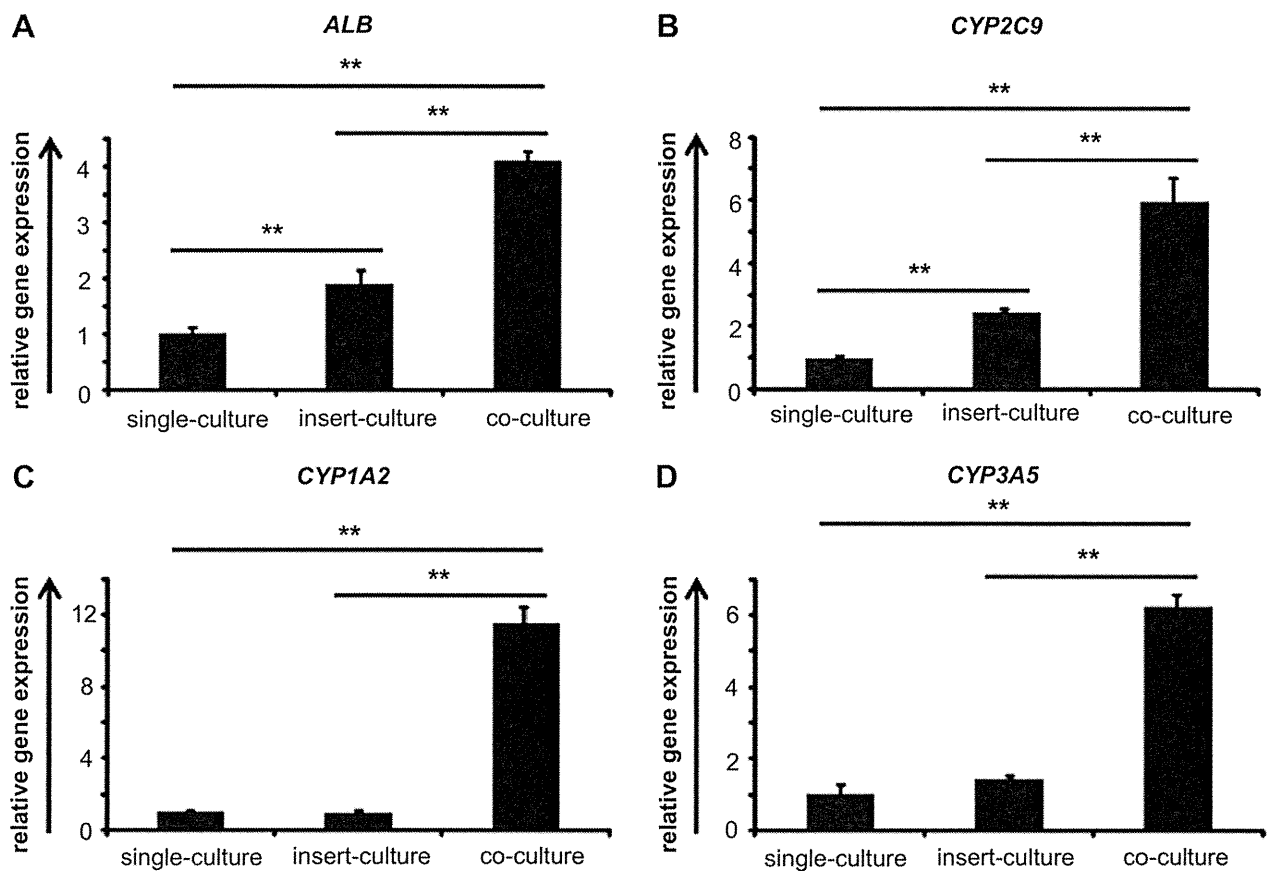 A
ALB
**
**
**
relative gene expression
4
3
2
1
0
single-culture insert-culture co-culture
B
CYP2C9
**
**
**
relative gene expression
8
6
4
2
0
single-culture insert-culture co-culture
C
CYP1A2
**
**
relative gene expression
12
8
4
0
single-culture insert-culture co-culture
D
CYP3A5
**
**
relative gene expression
6
4
2
0
single-culture insert-culture co-culture